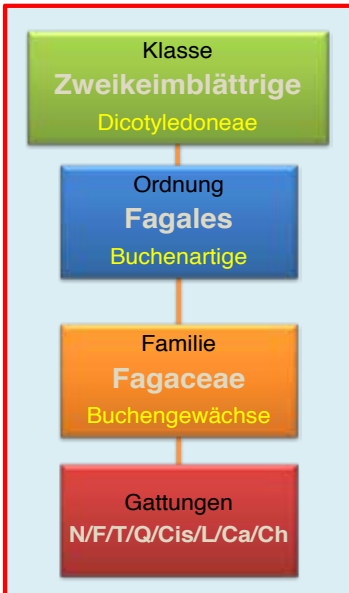 Klasse
Zweikeimblättrige
Dicotyledoneae
Ordnung
Fagales
Buchenartige
Familie
Fagaceae
Buchengewächse
Gattungen
N/F/T/Q/Cis/L/Ca/Ch